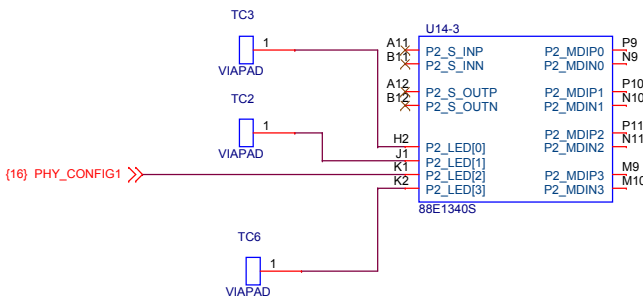 TC3
1
VIAPAD
TC2
1
VIAPAD
{16} PHY_CONFIG1
TC6
1
VIAPAD
U14-3
A11 P2_S_INP P2_MDIP0 P9
B11 P2_S_INN P2_MDIN0 N9
A12 P2_S_OUTP P2_MDIP1 P10
B12 P2_S_OUTN P2_MDIN1 N10
P2_MDIP2 P11
H2 P2_LED[0] P2_MDIN2 N11
J1 P2_LED[1]
K1 P2_LED[2] P2_MDIP3 M9
K2 P2_LED[3] P2_MDIN3 M10
88E1340S